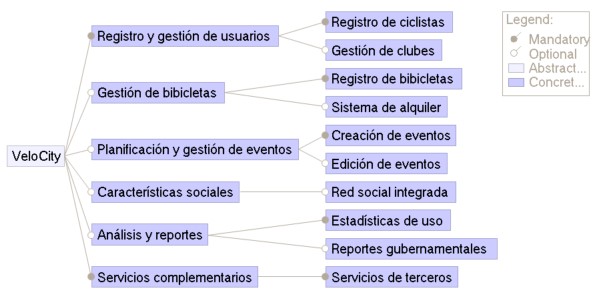 VeloCity
Registro y gestión de usuarios
Registro de ciclistas
Gestión de clubes
Gestión de bibicletas
Registro de bibicletas
Sistema de alquiler
Planificación y gestión de eventos
Creación de eventos
Edición de eventos
Características sociales
Red social integrada
Análisis y reportes
Estadísticas de uso
Reportes gubernamentales
Servicios complementarios
Servicios de terceros
Legend:
Mandatory
Optional
Abstract...
Concret...